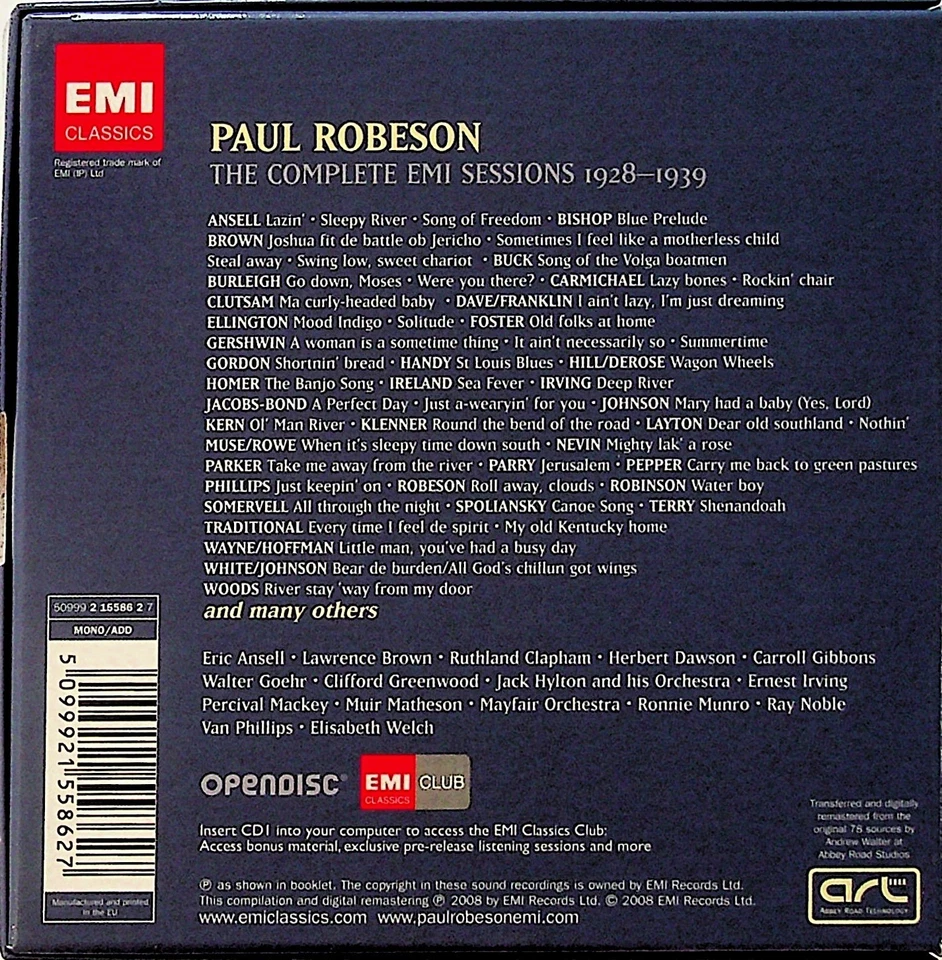 EMI
CLASSICS
Registered trade mark of
EMI (IP) Ltd
PAUL ROBESON
THE COMPLETE EMI SESSIONS 1928–1939
ANSELL Lazin' • Sleepy River • Song of Freedom • BISHOP Blue Prelude
BROWN Joshua fit de battle ob Jericho • Sometimes I feel like a motherless child
Steal away • Swing low, sweet chariot • BUCK Song of the Volga boatmen
BURLEIGH Go down, Moses • Were you there? • CARMICHAEL Lazy bones • Rockin' chair
CLUTSAM Ma curly-headed baby • DAVE/FRANKLIN I ain't lazy, I'm just dreaming
ELLINGTON Mood Indigo • Solitude • FOSTER Old folks at home
GERSHWIN A woman is a sometime thing • It ain't necessarily so • Summertime
GORDON Shortnin' bread • HANDY St Louis Blues • HILL/DEROSE Wagon Wheels
HOMER The Banjo Song • IRELAND Sea Fever • IRVING Deep River
JACOBS-BOND A Perfect Day • Just a-wearyin' for you • JOHNSON Mary had a baby (Yes, Lord)
KERN Ol' Man River • KLENNER Round the bend of the road • LAYTON Dear old southland • Nothin'
MUSE/ROWE When it's sleepy time down south • NEVIN Mighty lak' a rose
PARKER Take me away from the river • PARRY Jerusalem • PEPPER Carry me back to green pastures
PHILLIPS Just keepin' on • ROBESON Roll away, clouds • ROBINSON Water boy
SOMERVELL All through the night • SPOLIANSKY Canoe Song • TERRY Shenandoah
TRADITIONAL Every time I feel de spirit • My old Kentucky home
WAYNE/HOFFMAN Little man, you've had a busy day
WHITE/JOHNSON Bear de burden/All God's chillun got wings
WOODS River stay 'way from my door
and many others
Eric Ansell • Lawrence Brown • Ruthland Clapham • Herbert Dawson • Carroll Gibbons
Walter Goehr • Clifford Greenwood • Jack Hylton and his Orchestra • Ernest Irving
Percival Mackey • Muir Matheson • Mayfair Orchestra • Ronnie Munro • Ray Noble
Van Phillips • Elisabeth Welch
OPENDISC® EMI CLASSICS CLUB
Insert CD1 into your computer to access the EMI Classics Club:
Access bonus material, exclusive pre-release listening sessions and more
℗ as shown in booklet. The copyright in these sound recordings is owned by EMI Records Ltd.
This compilation and digital remastering ℗ 2008 by EMI Records Ltd. © 2008 EMI Records Ltd.
www.emiclassics.com www.paulrobesonemi.com
50999 2 15586 2 7
MONO/ADD
5 099921 558627
Manufactured and printed
in the EU
Transferred and digitally
remastered from the
original 78 sources by
Andrew Walter at
Abbey Road Studios
art
ABBEY ROAD TECHNOLOGY